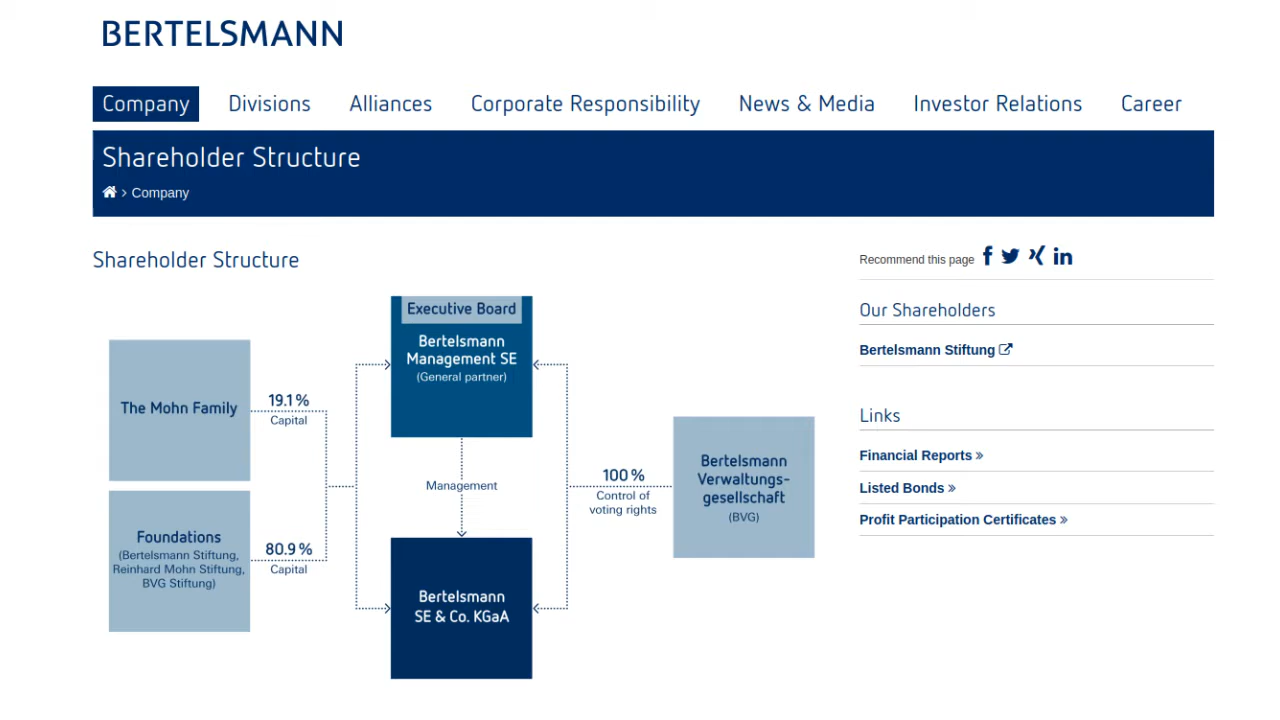 BERTELSMANN
Company Divisions Alliances Corporate Responsibility News & Media Investor Relations Career
Shareholder Structure
Company
Shareholder Structure
The Mohn Family
19.1 %
Capital
Foundations
(Bertelsmann Stiftung,
Reinhard Mohn Stiftung,
BVG Stiftung)
80.9 %
Capital
Executive Board
Bertelsmann
Management SE
(General partner)
Management
Bertelsmann
SE & Co. KGaA
100 %
Control of
voting rights
Bertelsmann
Verwaltungs-
gesellschaft
(BVG)
Recommend this page
Our Shareholders
Bertelsmann Stiftung
Links
Financial Reports »
Listed Bonds »
Profit Participation Certificates »